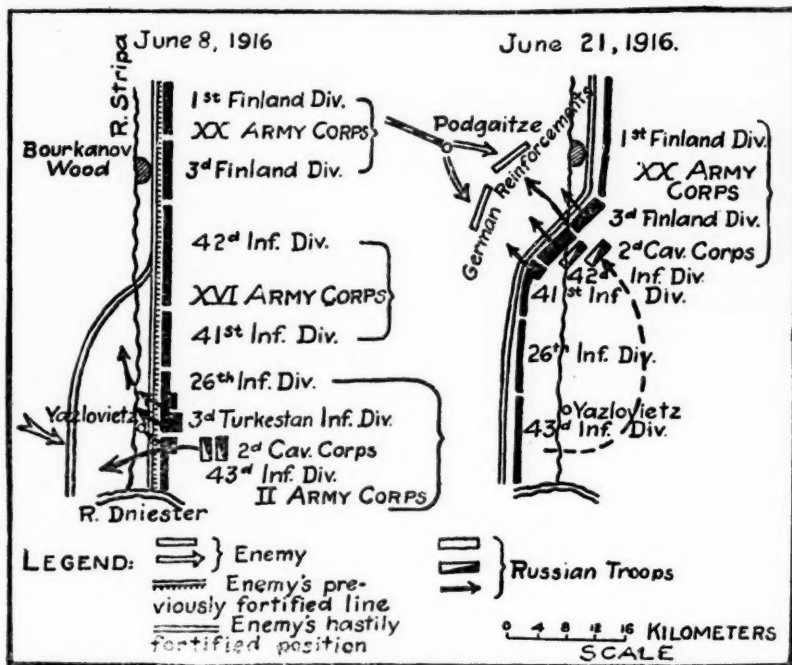 June 8, 1916
R. Stripa
1st Finland Div.
XX ARMY CORPS
Bourkanov
Wood
3d Finland Div.
42d Inf. Div.
XVI ARMY CORPS
41st Inf. Div.
26th Inf. Div.
Yazlovietz
3d Turkestan Inf. Div.
2d Cav. Corps
43d Inf. Div.
II ARMY CORPS
R. Dniester
June 21, 1916.
Podgaitze
German Reinforcements
1st Finland Div.
XX ARMY
CORPS
3d Finland Div.
2d Cav. Corps
42d Inf. Div.
41st Inf. Div.
26th Inf. Div.
Yazlovietz
43d Inf. Div.
LEGEND:
Enemy
Enemy's pre-
viously fortified line
Enemy's hastily
fortified position
Russian Troops
0 4 8 12 16 KILOMETERS
SCALE